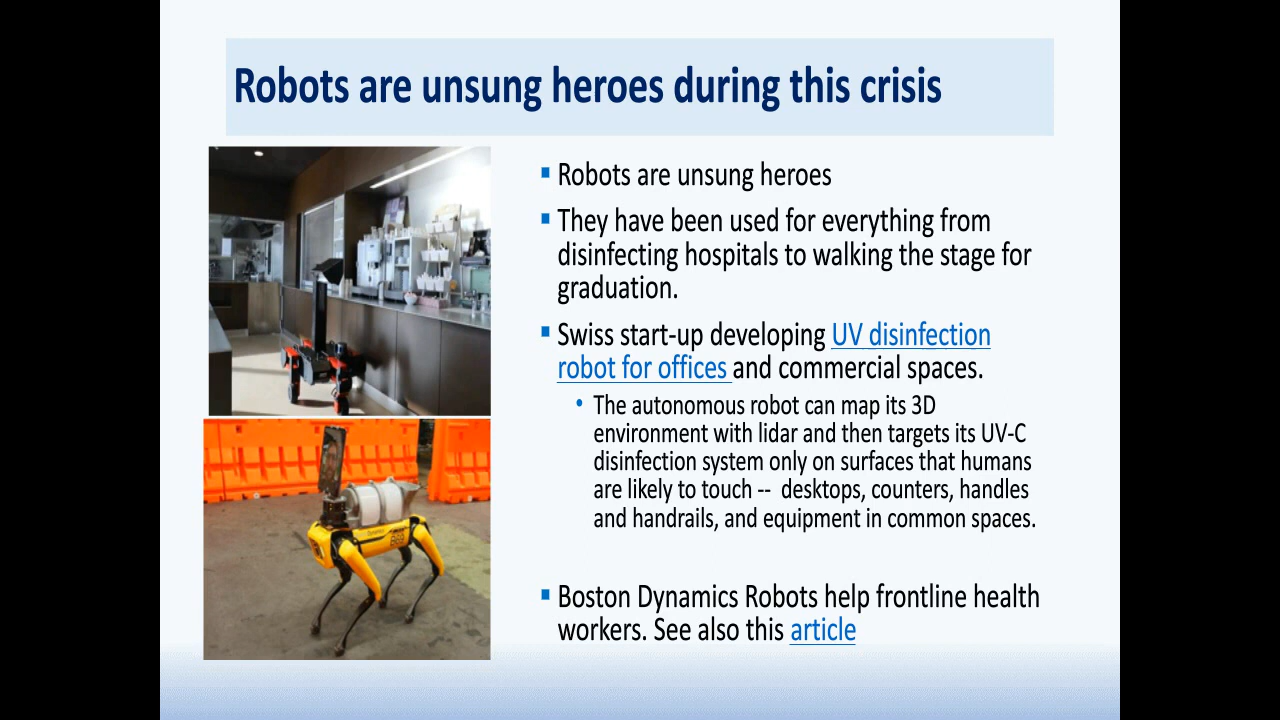 Robots are unsung heroes during this crisis
Robots are unsung heroes
They have been used for everything from
disinfecting hospitals to walking the stage for
graduation.
Swiss start-up developing UV disinfection
robot for offices and commercial spaces.
The autonomous robot can map its 3D
environment with lidar and then targets its UV-C
disinfection system only on surfaces that humans
are likely to touch -- desktops, counters, handles
and handrails, and equipment in common spaces.
Boston Dynamics Robots help frontline health
workers. See also this article